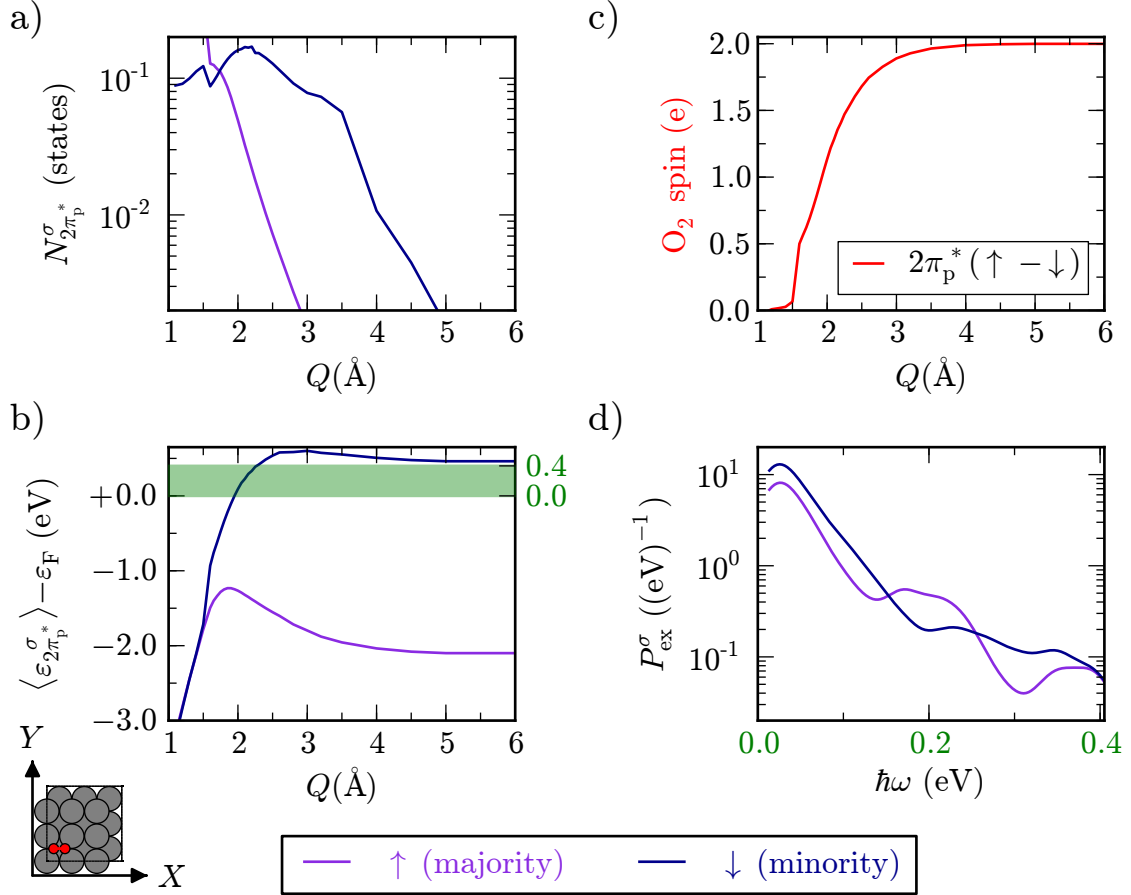 a)
N^σ_{2π_p*} (states)
10^{-1}
10^{-2}
1 2 3 4 5 6
Q(Å)
c)
O_2 spin (e)
2.0
1.5
1.0
0.5
0.0
2π_p* (↑ − ↓)
1 2 3 4 5 6
Q(Å)
b)
⟨ε^σ_{2π_p*}⟩−ε_F (eV)
+0.0
−1.0
−2.0
−3.0
0.4
0.0
1 2 3 4 5 6
Q(Å)
d)
P^σ_{ex} ((eV)^{−1})
10^1
10^0
10^{-1}
0.0 0.2 0.4
ħω (eV)
Y
X
↑ (majority) ↓ (minority)